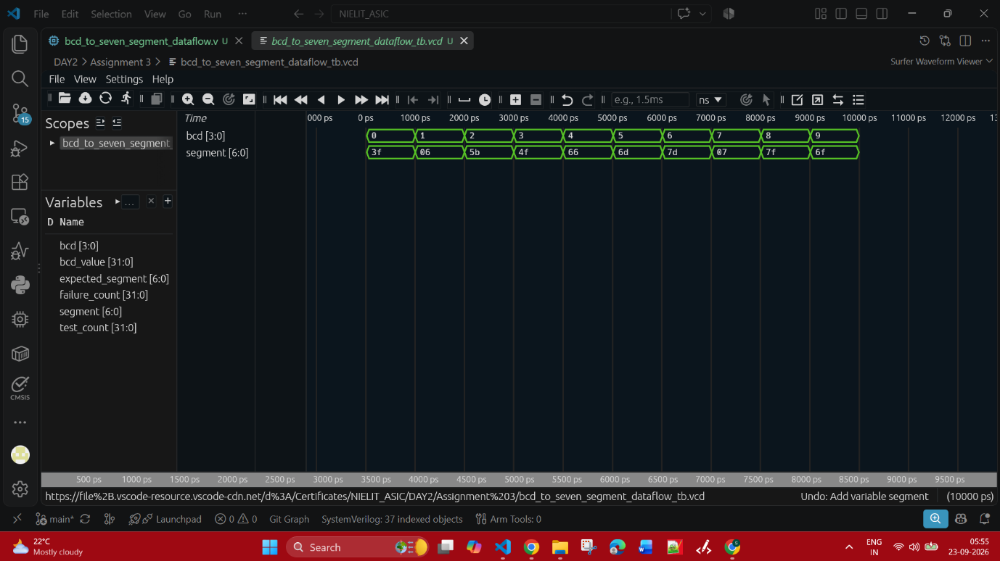 File Edit Selection View Go Run ··· NIELIT_ASIC
bcd_to_seven_segment_dataflow.v U bcd_to_seven_segment_dataflow_tb.vcd U
DAY2 > Assignment 3 > bcd_to_seven_segment_dataflow_tb.vcd Surfer Waveform Viewer
File View Settings Help
e.g., 1.5ms ns
Scopes
bcd_to_seven_segment
Variables ...
D Name
bcd [3:0]
bcd_value [31:0]
expected_segment [6:0]
failure_count [31:0]
segment [6:0]
test_count [31:0]
Time 000 ps 0 ps 1000 ps 2000 ps 3000 ps 4000 ps 5000 ps 6000 ps 7000 ps 8000 ps 9000 ps 10000 ps 11000 ps 12000 ps 13
bcd [3:0] 0 1 2 3 4 5 6 7 8 9
segment [6:0] 3f 06 5b 4f 66 6d 7d 07 7f 6f
15
CMSIS
500 ps 1000 ps 1500 ps 2000 ps 2500 ps 3000 ps 3500 ps 4000 ps 4500 ps 5000 ps 5500 ps 6000 ps 6500 ps 7000 ps 7500 ps 8000 ps 8500 ps 9000 ps 9500 ps
https://file%2B.vscode-resource.vscode-cdn.net/d%3A/Certificates/NIELIT_ASIC/DAY2/Assignment%203/bcd_to_seven_segment_dataflow_tb.vcd Undo: Add variable segment (10000 ps)
main* Launchpad 0 0 Git Graph SystemVerilog: 37 indexed objects Arm Tools: 0
22°C
Mostly cloudy
Search
ENG
IN
05:55
23-09-2026